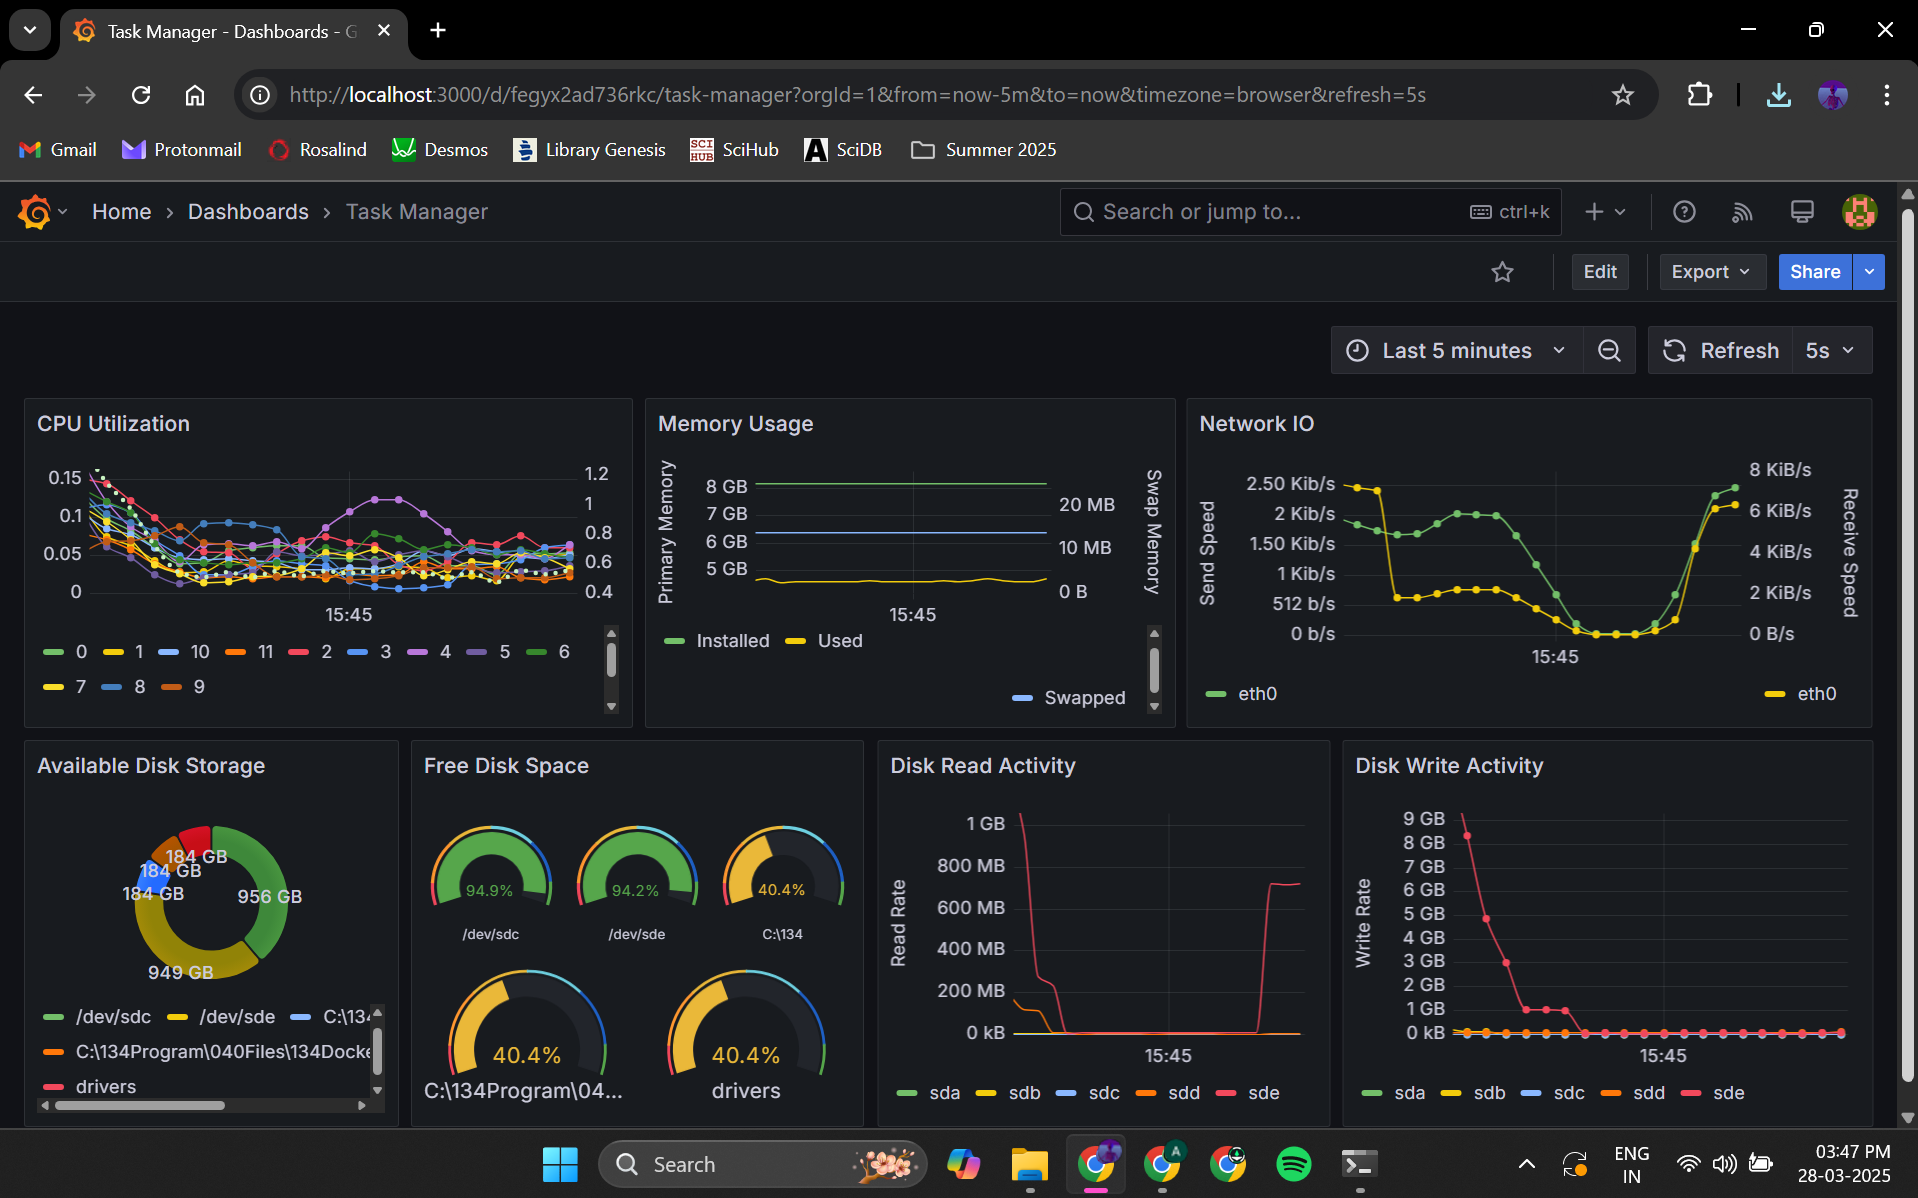 Task Manager - Dashboards - G
http://localhost:3000/d/fegyx2ad736rkc/task-manager?orgId=1&from=now-5m&to=now&timezone=browser&refresh=5s
Gmail Protonmail Rosalind Desmos Library Genesis SCI HUB SciHub A SciDB Summer 2025
Home › Dashboards › Task Manager Search or jump to... ctrl+k
Edit Export Share
Last 5 minutes Refresh 5s
CPU Utilization
0.15
0.1
0.05
0
1.2
1
0.8
0.6
0.4
15:45
0 1 10 11 2 3 4 5 6
7 8 9
Memory Usage
Primary Memory
8 GB
7 GB
6 GB
5 GB
20 MB
10 MB
0 B
Swap Memory
15:45
Installed Used
Swapped
Network IO
Send Speed
2.50 Kib/s
2 Kib/s
1.50 Kib/s
1 Kib/s
512 b/s
0 b/s
8 KiB/s
6 KiB/s
4 KiB/s
2 KiB/s
0 B/s
Receive Speed
15:45
eth0 eth0
Available Disk Storage
184 GB
184 GB
184 GB
956 GB
949 GB
/dev/sdc /dev/sde C:\134
C:\134Program\040Files\134Docke
drivers
Free Disk Space
94.9% 94.2% 40.4%
/dev/sdc /dev/sde C:\134
40.4% 40.4%
C:\134Program\04... drivers
Disk Read Activity
Read Rate
1 GB
800 MB
600 MB
400 MB
200 MB
0 kB
15:45
sda sdb sdc sdd sde
Disk Write Activity
Write Rate
9 GB
8 GB
7 GB
6 GB
5 GB
4 GB
3 GB
2 GB
1 GB
0 kB
15:45
sda sdb sdc sdd sde
Search
A
ENG
IN
03:47 PM
28-03-2025